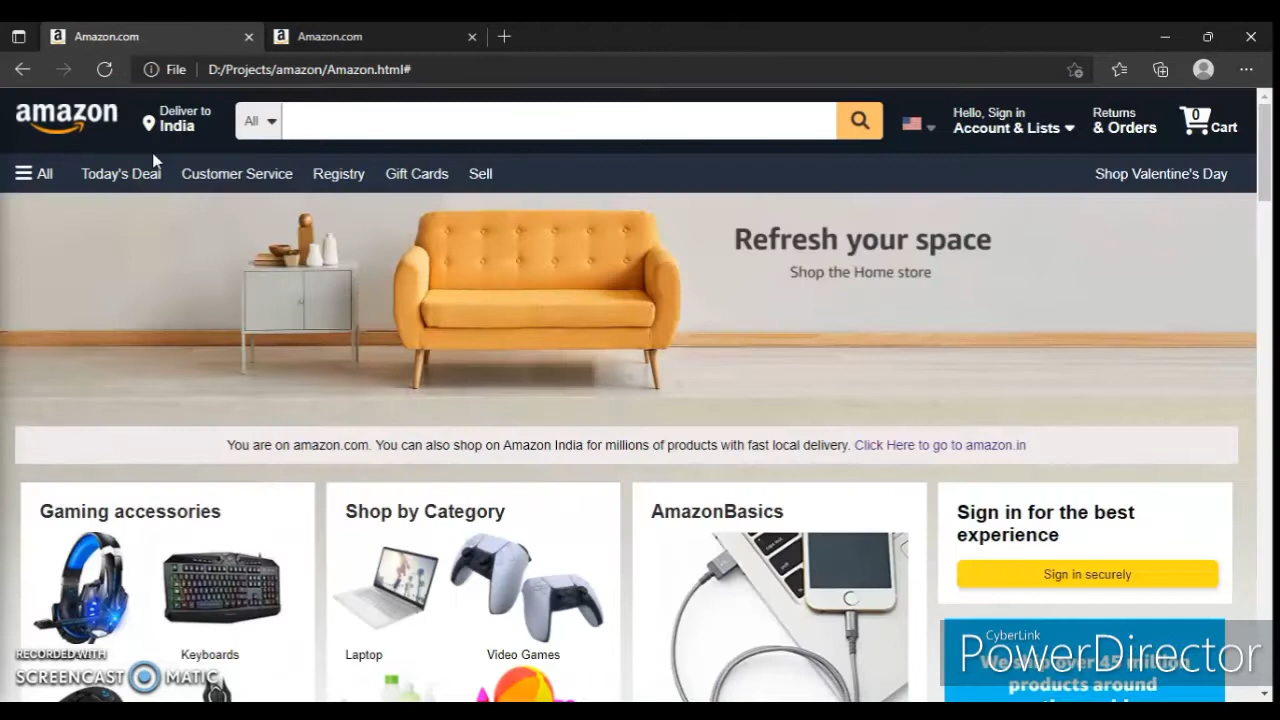 Amazon.com
Amazon.com
File
D:/Projects/amazon/Amazon.html#
amazon
Deliver to
India
All
Hello, Sign in
Account & Lists
Returns
& Orders
0
Cart
All
Today's Deal
Customer Service
Registry
Gift Cards
Sell
Shop Valentine's Day
Refresh your space
Shop the Home store
You are on amazon.com. You can also shop on Amazon India for millions of products with fast local delivery. Click Here to go to amazon.in
Gaming accessories
Shop by Category
AmazonBasics
Sign in for the best
experience
Sign in securely
Keyboards
Laptop
Video Games
RECORDED WITH
SCREENCAST MATIC
CyberLink
PowerDirector
We ship over 45 million
products around